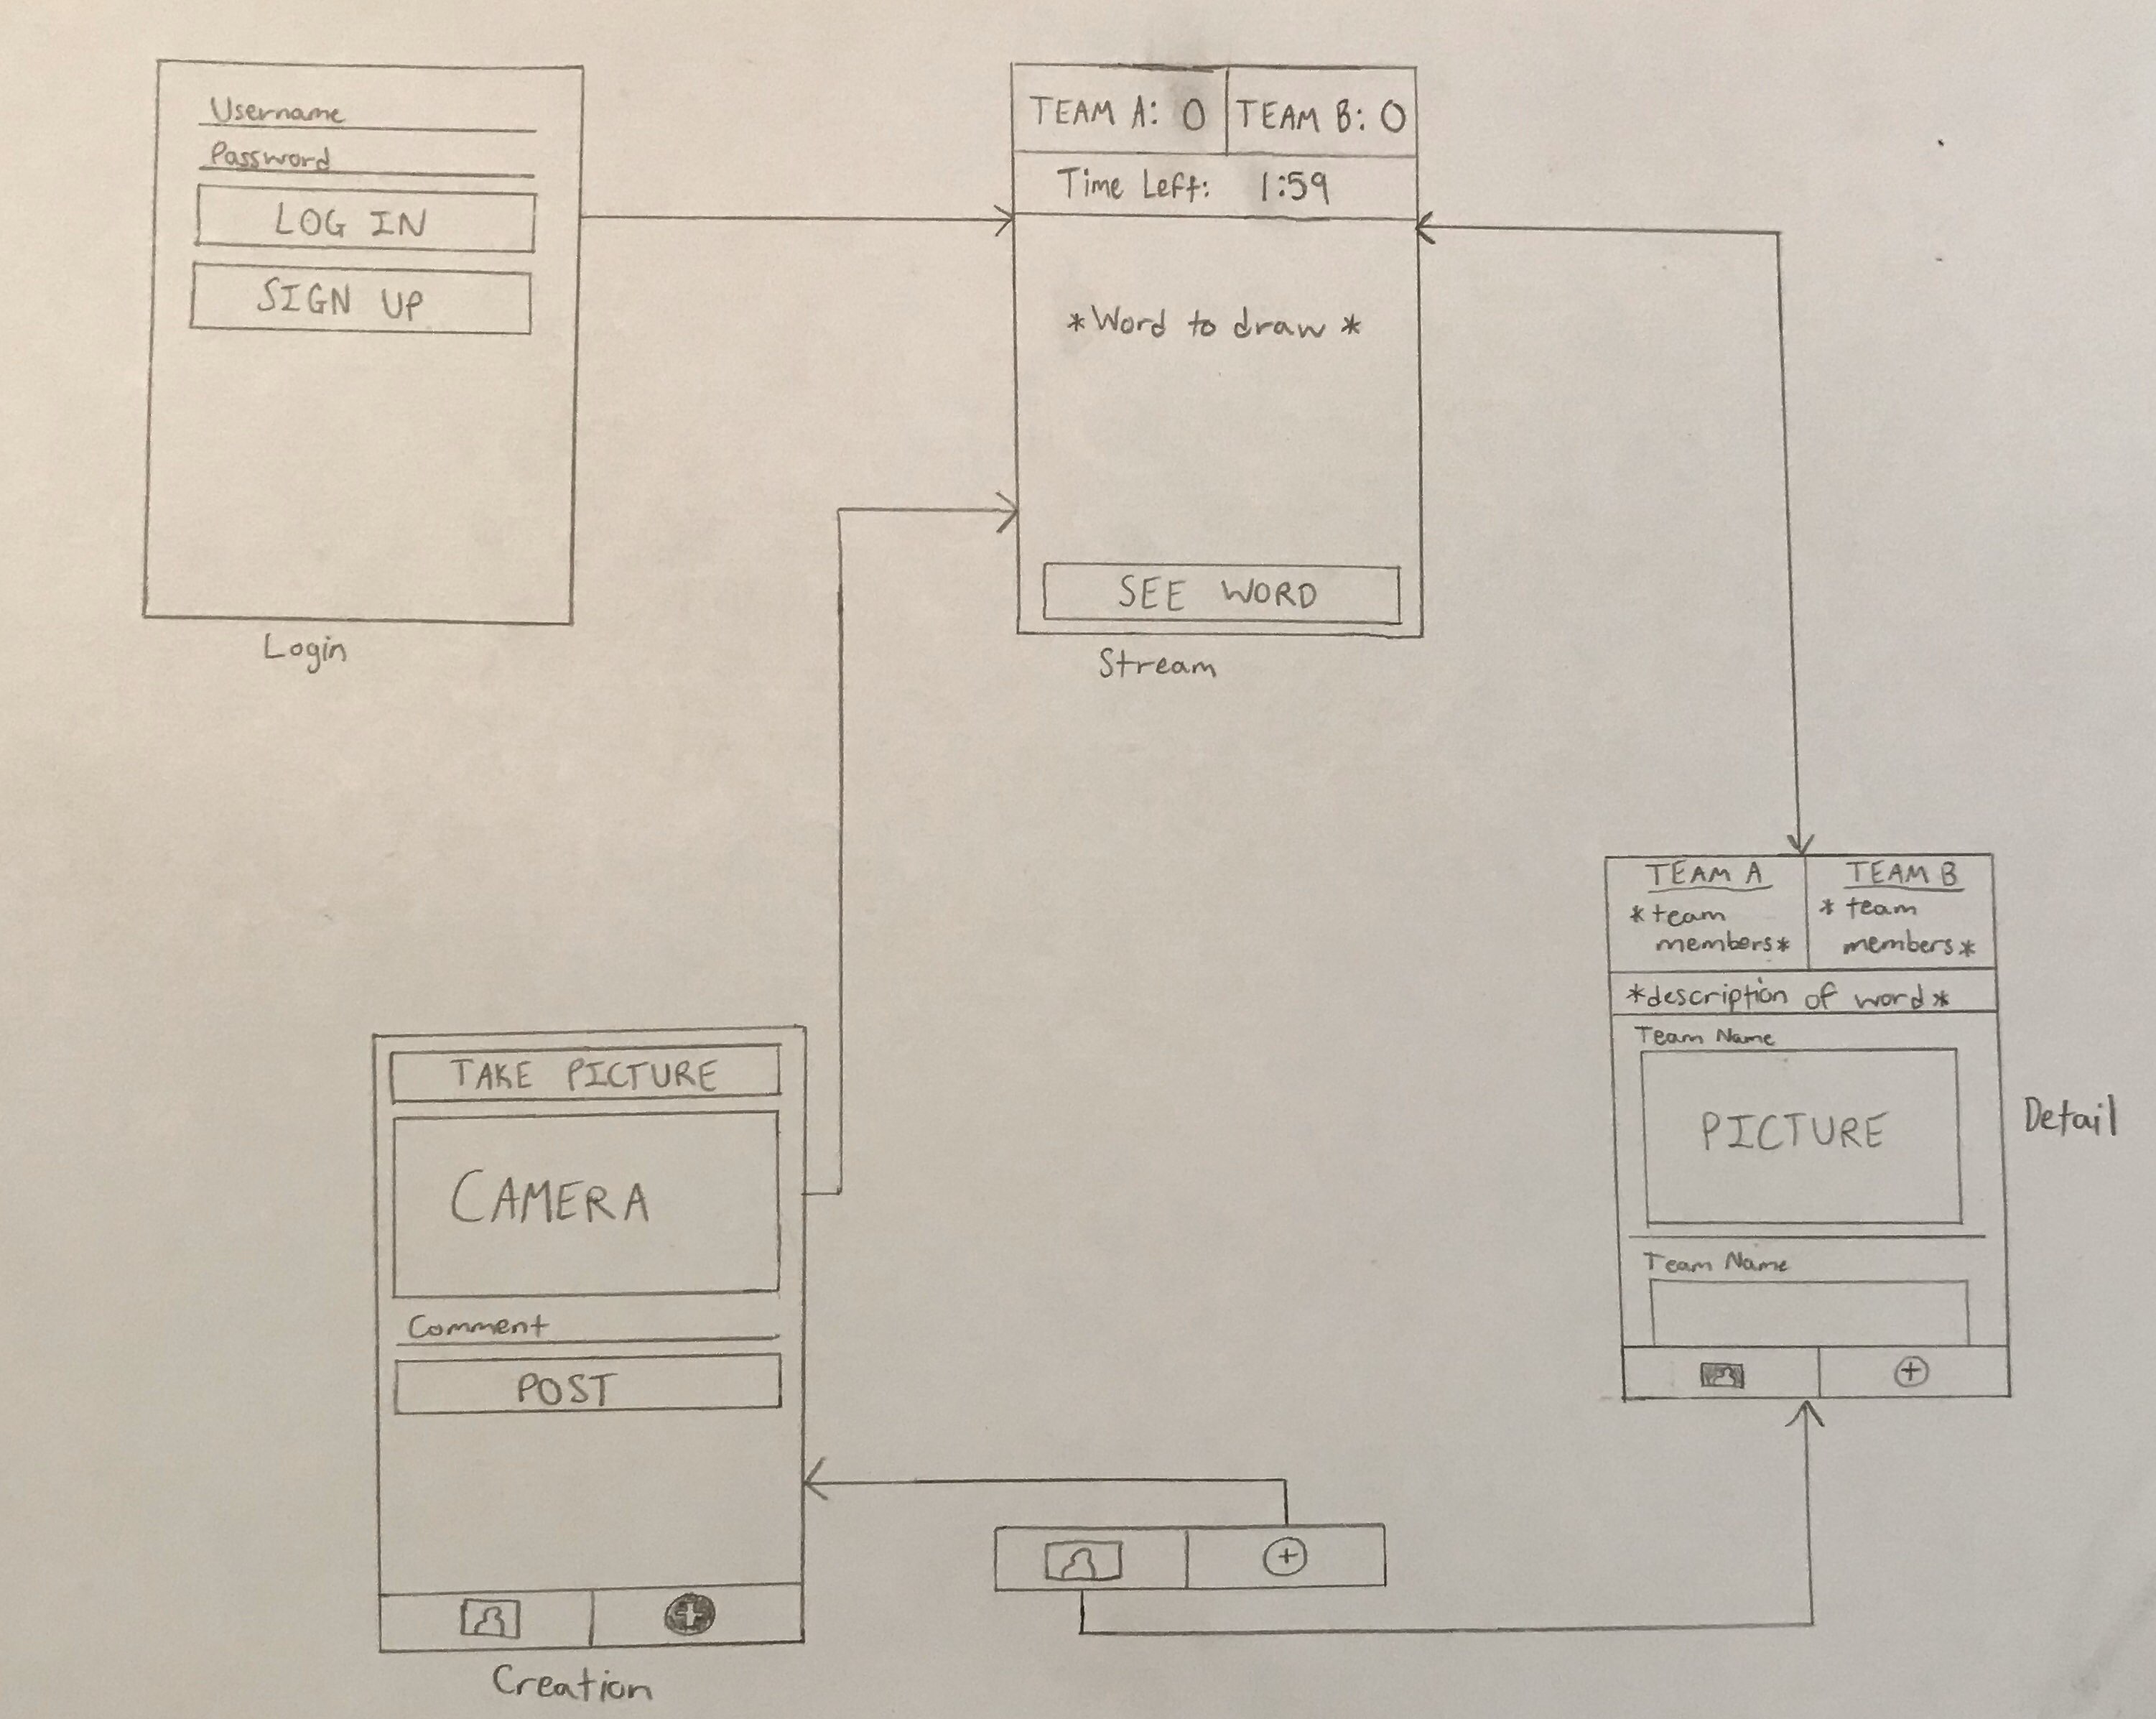 Username
Password
LOG IN
SIGN UP
Login
TEAM A: 0
TEAM B: 0
Time Left: 1:59
*Word to draw*
SEE WORD
Stream
TEAM A
*team
members*
TEAM B
*team
members*
*description of word*
Team Name
PICTURE
Team Name
Detail
TAKE PICTURE
CAMERA
Comment
POST
Creation